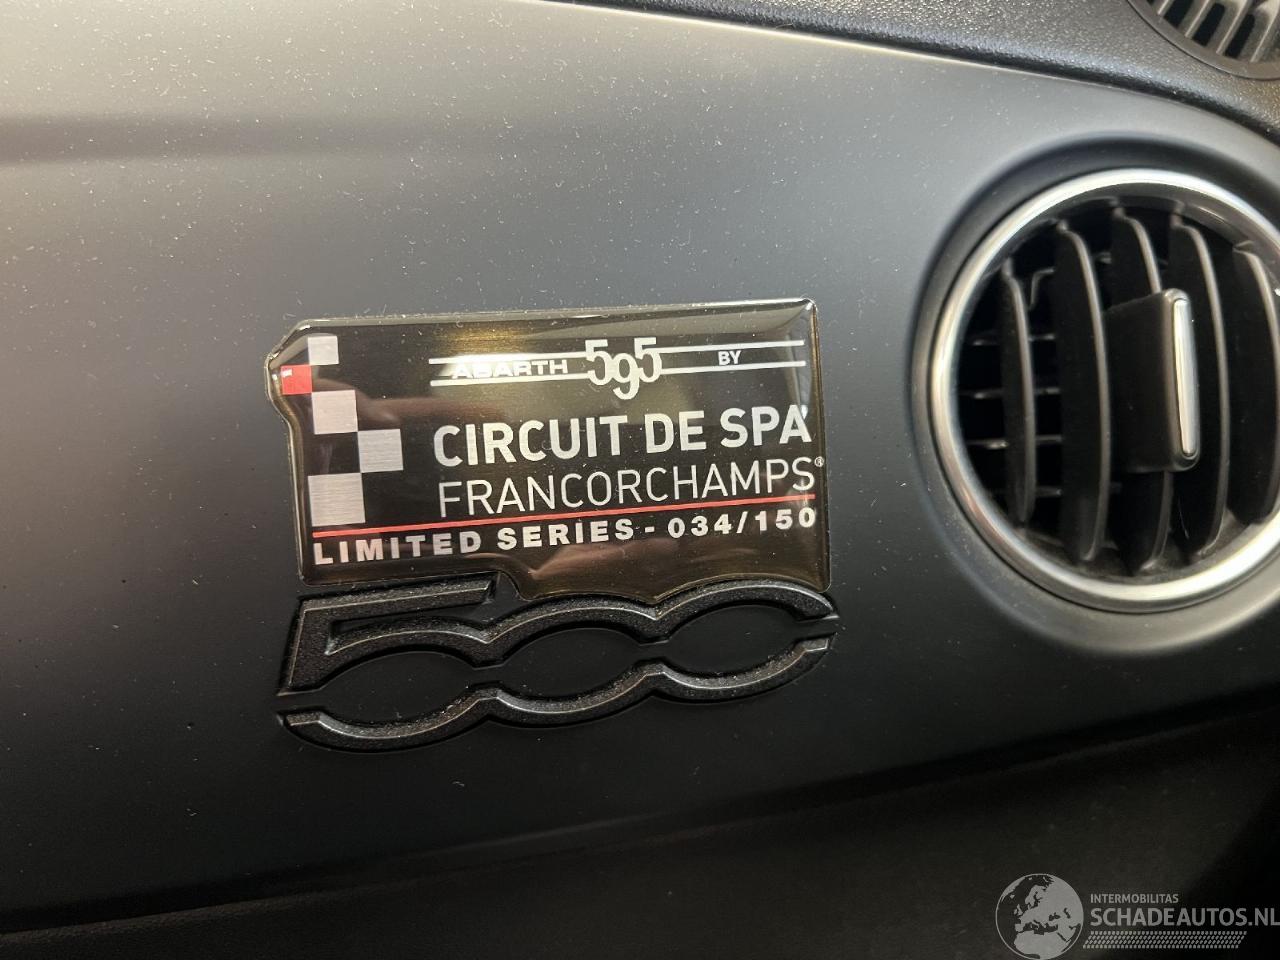 ABARTH 595 BY
CIRCUIT DE SPA
FRANCORCHAMPS®
LIMITED SERIES - 034/150
500
INTERMOBILITAS
SCHADEAUTOS.NL